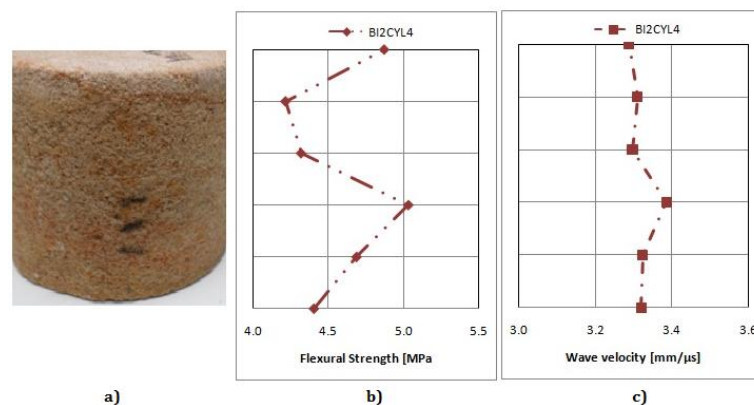 BI2CYL4
4.0 4.5 5.0 5.5
Flexural Strength [MPa
BI2CYL4
3.0 3.2 3.4 3.6
Wave velocity [mm/µs]
a) b) c)